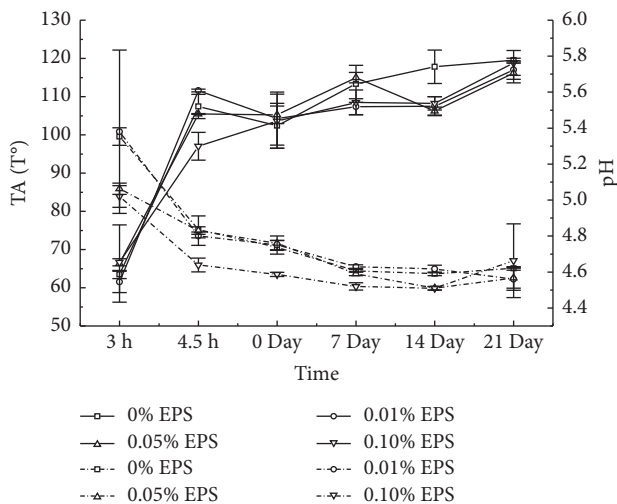 130
120
110
100
90
80
70
60
50
TA (T°)
6.0
5.8
5.6
5.4
5.2
5.0
4.8
4.6
4.4
pH
3 h 4.5 h 0 Day 7 Day 14 Day 21 Day
Time
0% EPS 0.01% EPS
0.05% EPS 0.10% EPS
0% EPS 0.01% EPS
0.05% EPS 0.10% EPS